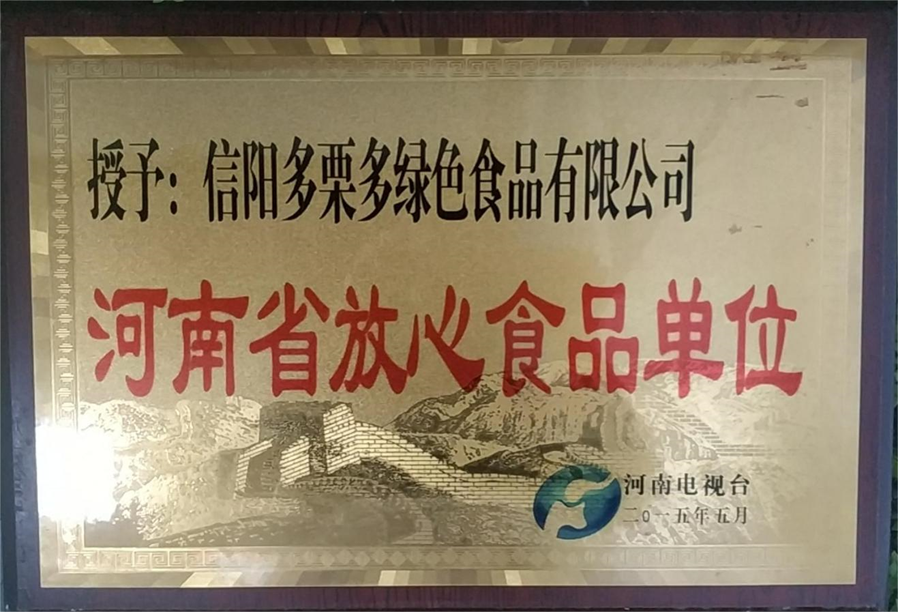 授予：信阳多栗多绿色食品有限公司
河南省放心食品单位
河南电视台
二0一五年五月